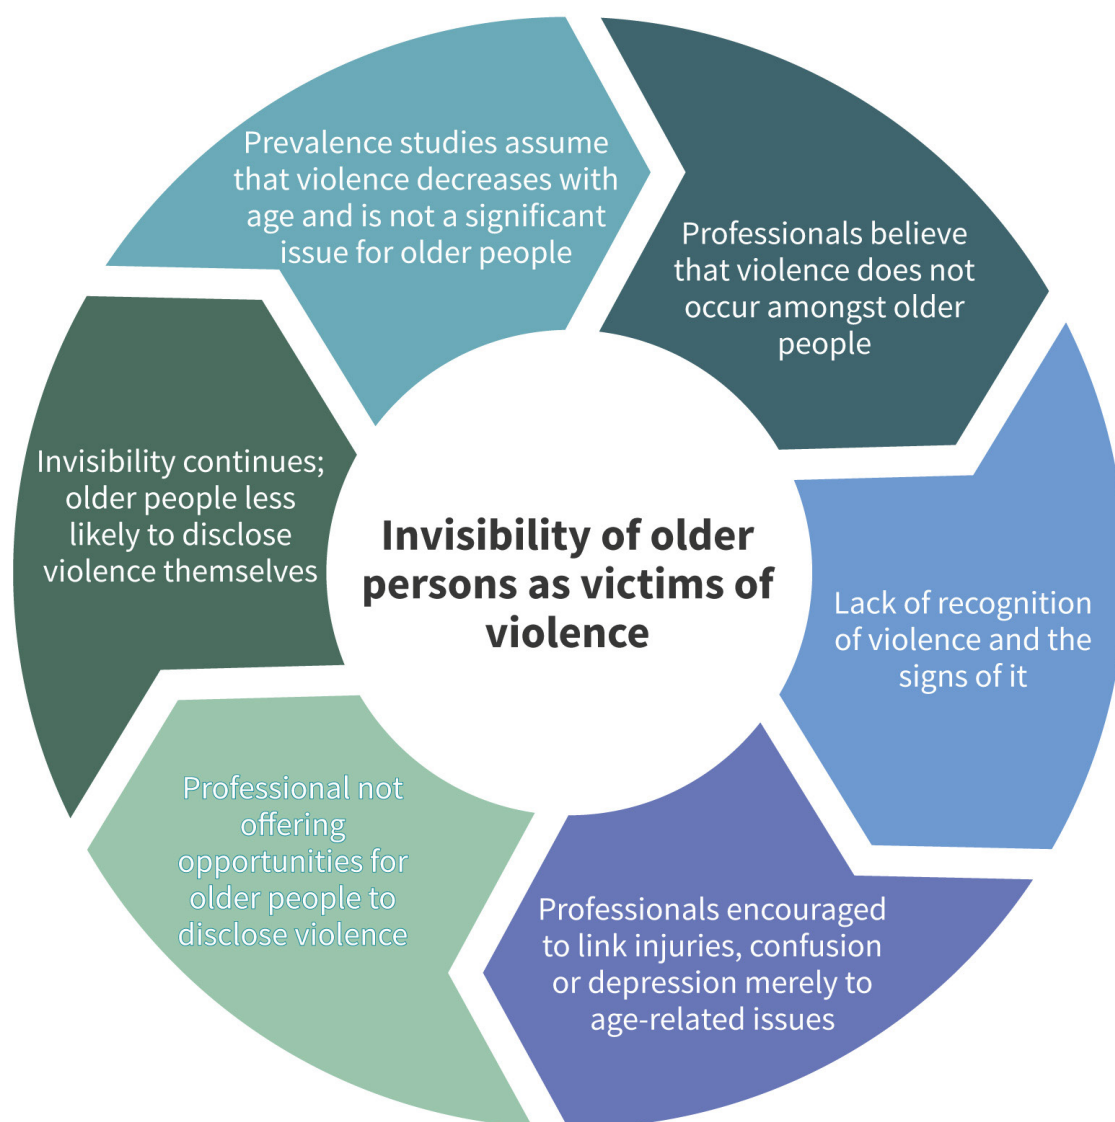 Prevalence studies assume
that violence decreases with
age and is not a significant
issue for older people
Professionals believe
that violence does not
occur amongst older
people
Lack of recognition
of violence and the
signs of it
Professionals encouraged
to link injuries, confusion
or depression merely to
age-related issues
Professional not
offering
opportunities for
older people to
disclose violence
Invisibility continues;
older people less
likely to disclose
violence themselves
Invisibility of older
persons as victims of
violence